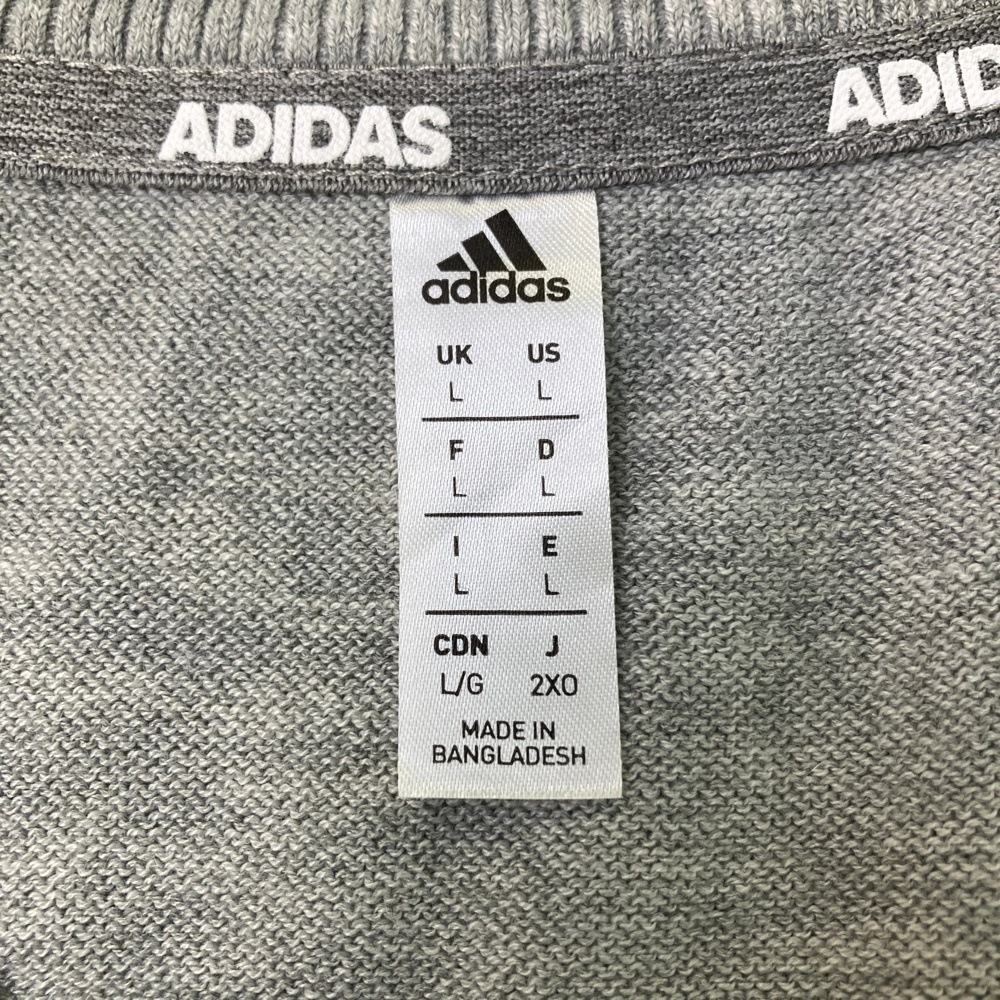 ADIDAS ADID
adidas
UK US
L L
F D
L L
I E
L L
CDN J
L/G 2XO
MADE IN
BANGLADESH